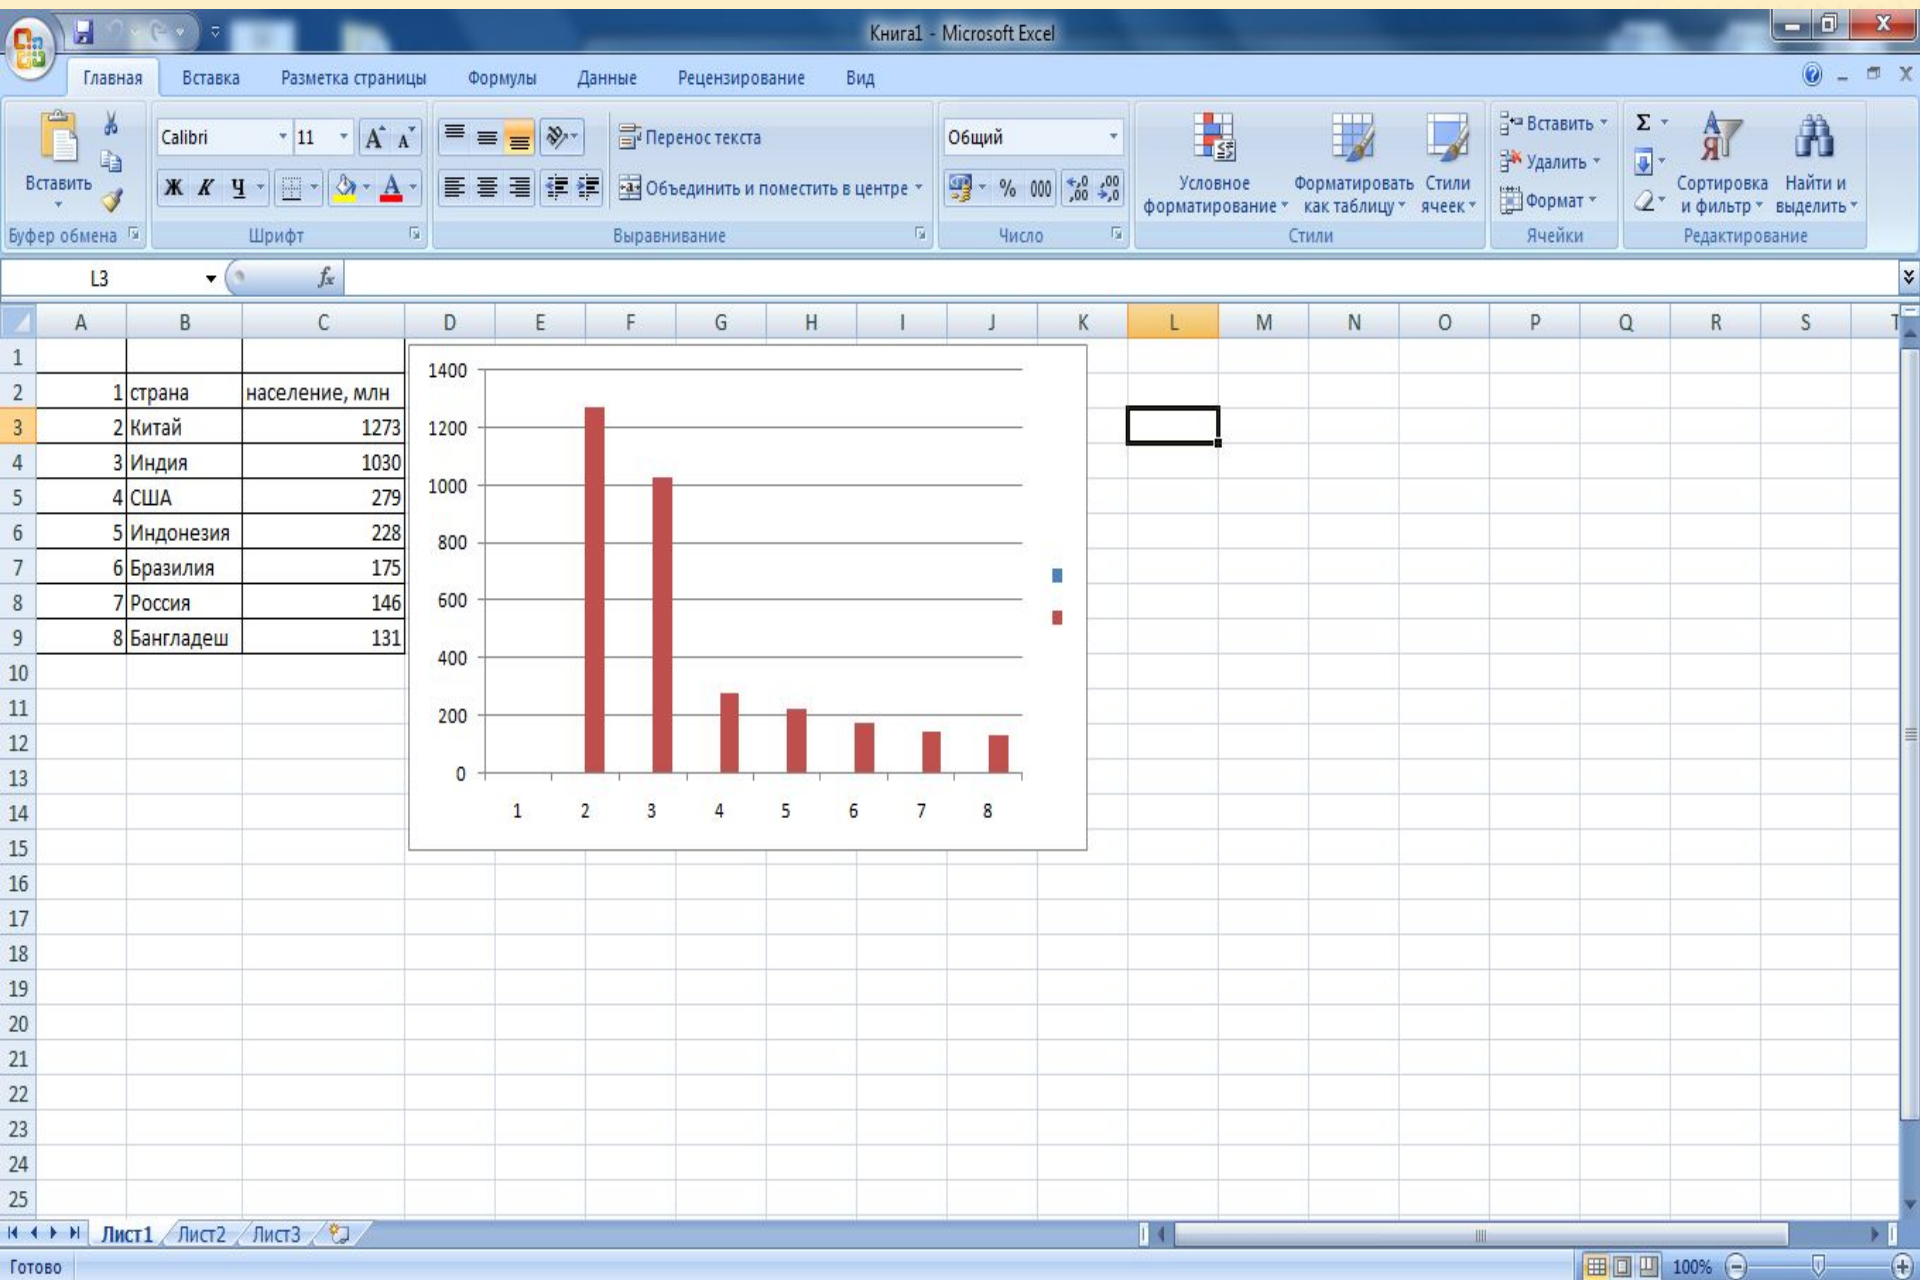 Книга1 - Microsoft Excel
Главная Вставка Разметка страницы Формулы Данные Рецензирование Вид
Вставить
Буфер обмена
Calibri 11 A A
Ж К Ч A
Шрифт
Перенос текста
Объединить и поместить в центре
Выравнивание
Общий
% 000 ,0 ,00 ,00 ,0
Число
Условное форматирование
Форматировать как таблицу
Стили ячеек
Стили
Вставить
Удалить
Формат
Ячейки
Σ
Сортировка и фильтр
Найти и выделить
Редактирование
L3 fx
A B C D E F G H I J K L M N O P Q R S T
1
2 1 страна население, млн
3 2 Китай 1273
4 3 Индия 1030
5 4 США 279
6 5 Индонезия 228
7 6 Бразилия 175
8 7 Россия 146
9 8 Бангладеш 131
10
11
12
13
14
15
16
17
18
19
20
21
22
23
24
25
1400
1200
1000
800
600
400
200
0
1 2 3 4 5 6 7 8
Лист1 Лист2 Лист3
Готово 100%